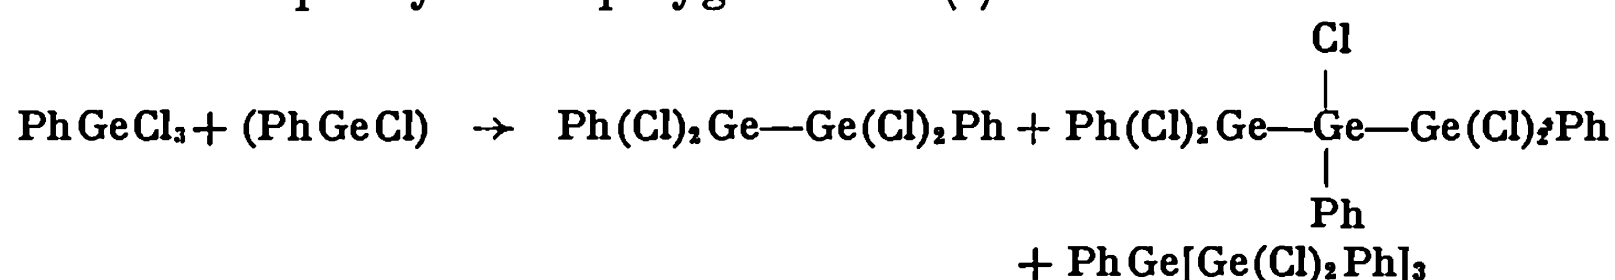 Cl
PhGeCl₃ + (PhGeCl) → Ph(Cl)₂Ge—Ge(Cl)₂Ph + Ph(Cl)₂Ge—Ge—Ge(Cl)₂Ph
Ph
+ PhGe[Ge(Cl)₂Ph]₃